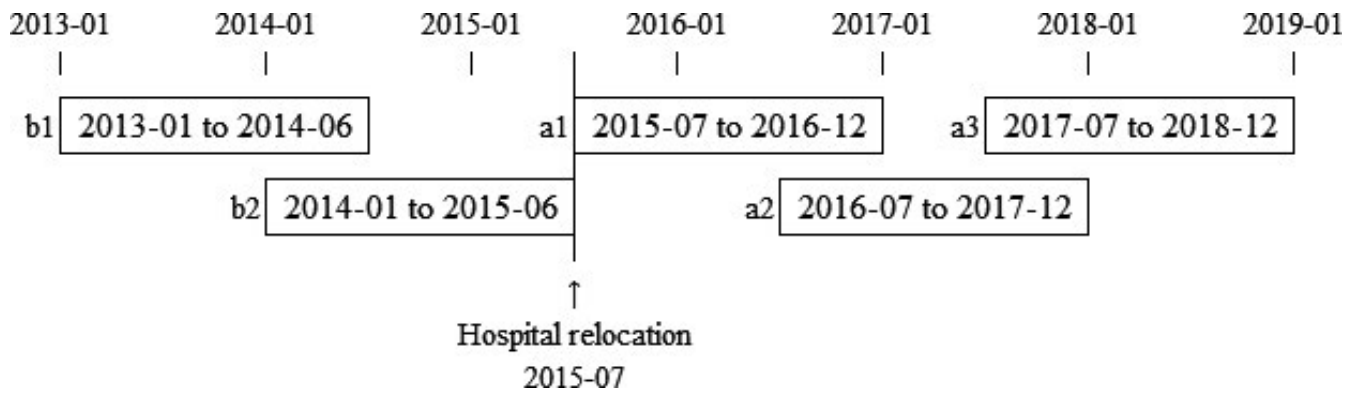 2013-01 2014-01 2015-01 2016-01 2017-01 2018-01 2019-01
b1 2013-01 to 2014-06 a1 2015-07 to 2016-12 a3 2017-07 to 2018-12
b2 2014-01 to 2015-06 a2 2016-07 to 2017-12
↑
Hospital relocation
2015-07